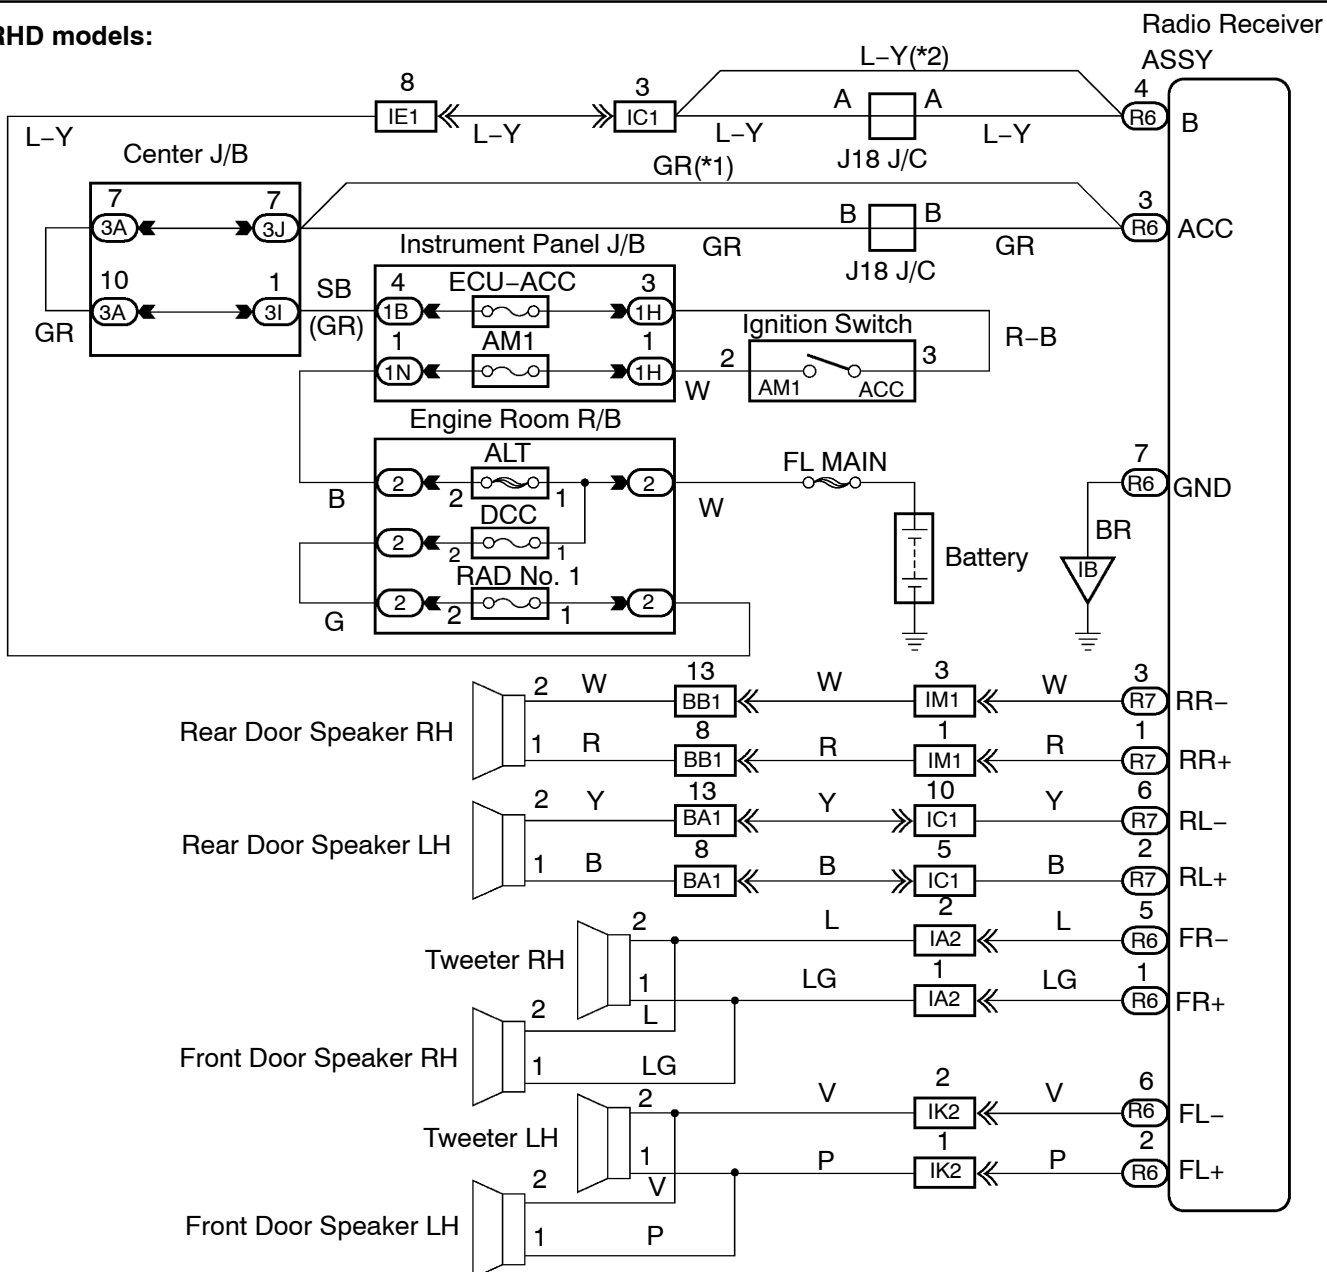 RHD models:
Radio Receiver
ASSY
L–Y(*2)
8
3
A
A
4
IE1
IC1
R6
B
L–Y
L–Y
L–Y
L–Y
J18 J/C
Center J/B
GR(*1)
7
7
B
B
3
3A
3J
R6
ACC
GR
GR
J18 J/C
Instrument Panel J/B
10
1
SB
4
ECU–ACC
3
3A
3I
1B
1H
GR
(GR)
Ignition Switch
R–B
1
AM1
1
2
3
1N
1H
AM1
ACC
W
Engine Room R/B
ALT
FL MAIN
7
2
2
R6
GND
B
2
1
W
BR
DCC
2
2
1
Battery
IB
RAD No. 1
2
2
G
2
1
2
W
13
W
3
W
3
BB1
IM1
R7
RR–
Rear Door Speaker RH
1
R
8
R
1
R
1
BB1
IM1
R7
RR+
2
Y
13
Y
10
Y
6
BA1
IC1
R7
RL–
Rear Door Speaker LH
1
B
8
B
5
B
2
BA1
IC1
R7
RL+
2
L
2
L
5
IA2
R6
FR–
Tweeter RH
1
LG
1
LG
1
IA2
R6
FR+
2
L
Front Door Speaker RH
1
LG
2
V
2
V
6
IK2
R6
FL–
Tweeter LH
1
P
1
P
2
IK2
R6
FL+
2
V
Front Door Speaker LH
1
P